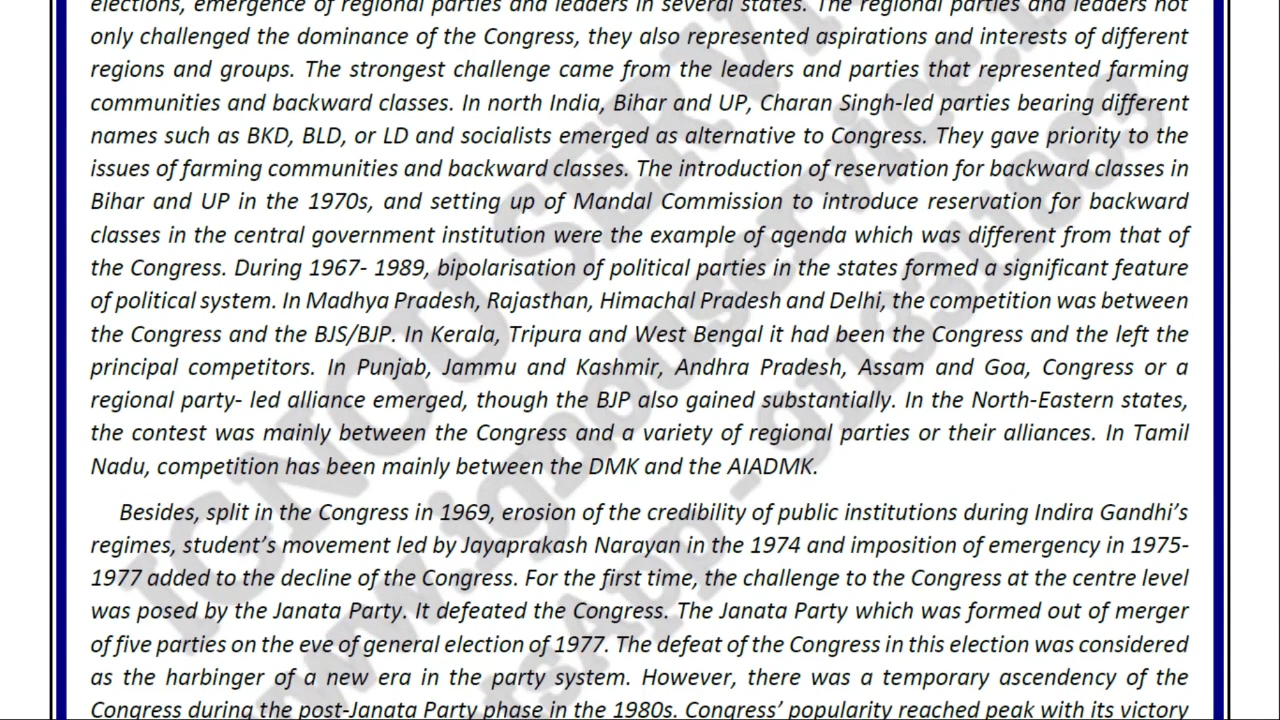 elections, emergence of regional parties and leaders in several states. The regional parties and leaders not
only challenged the dominance of the Congress, they also represented aspirations and interests of different
regions and groups. The strongest challenge came from the leaders and parties that represented farming
communities and backward classes. In north India, Bihar and UP, Charan Singh-led parties bearing different
names such as BKD, BLD, or LD and socialists emerged as alternative to Congress. They gave priority to the
issues of farming communities and backward classes. The introduction of reservation for backward classes in
Bihar and UP in the 1970s, and setting up of Mandal Commission to introduce reservation for backward
classes in the central government institution were the example of agenda which was different from that of
the Congress. During 1967- 1989, bipolarisation of political parties in the states formed a significant feature
of political system. In Madhya Pradesh, Rajasthan, Himachal Pradesh and Delhi, the competition was between
the Congress and the BJS/BJP. In Kerala, Tripura and West Bengal it had been the Congress and the left the
principal competitors. In Punjab, Jammu and Kashmir, Andhra Pradesh, Assam and Goa, Congress or a
regional party- led alliance emerged, though the BJP also gained substantially. In the North-Eastern states,
the contest was mainly between the Congress and a variety of regional parties or their alliances. In Tamil
Nadu, competition has been mainly between the DMK and the AIADMK.
Besides, split in the Congress in 1969, erosion of the credibility of public institutions during Indira Gandhi's
regimes, student's movement led by Jayaprakash Narayan in the 1974 and imposition of emergency in 1975-
1977 added to the decline of the Congress. For the first time, the challenge to the Congress at the centre level
was posed by the Janata Party. It defeated the Congress. The Janata Party which was formed out of merger
of five parties on the eve of general election of 1977. The defeat of the Congress in this election was considered
as the harbinger of a new era in the party system. However, there was a temporary ascendency of the
Congress during the post-Janata Party phase in the 1980s. Congress' popularity reached peak with its victory
IGNOU SERVI
www.ignouservice.